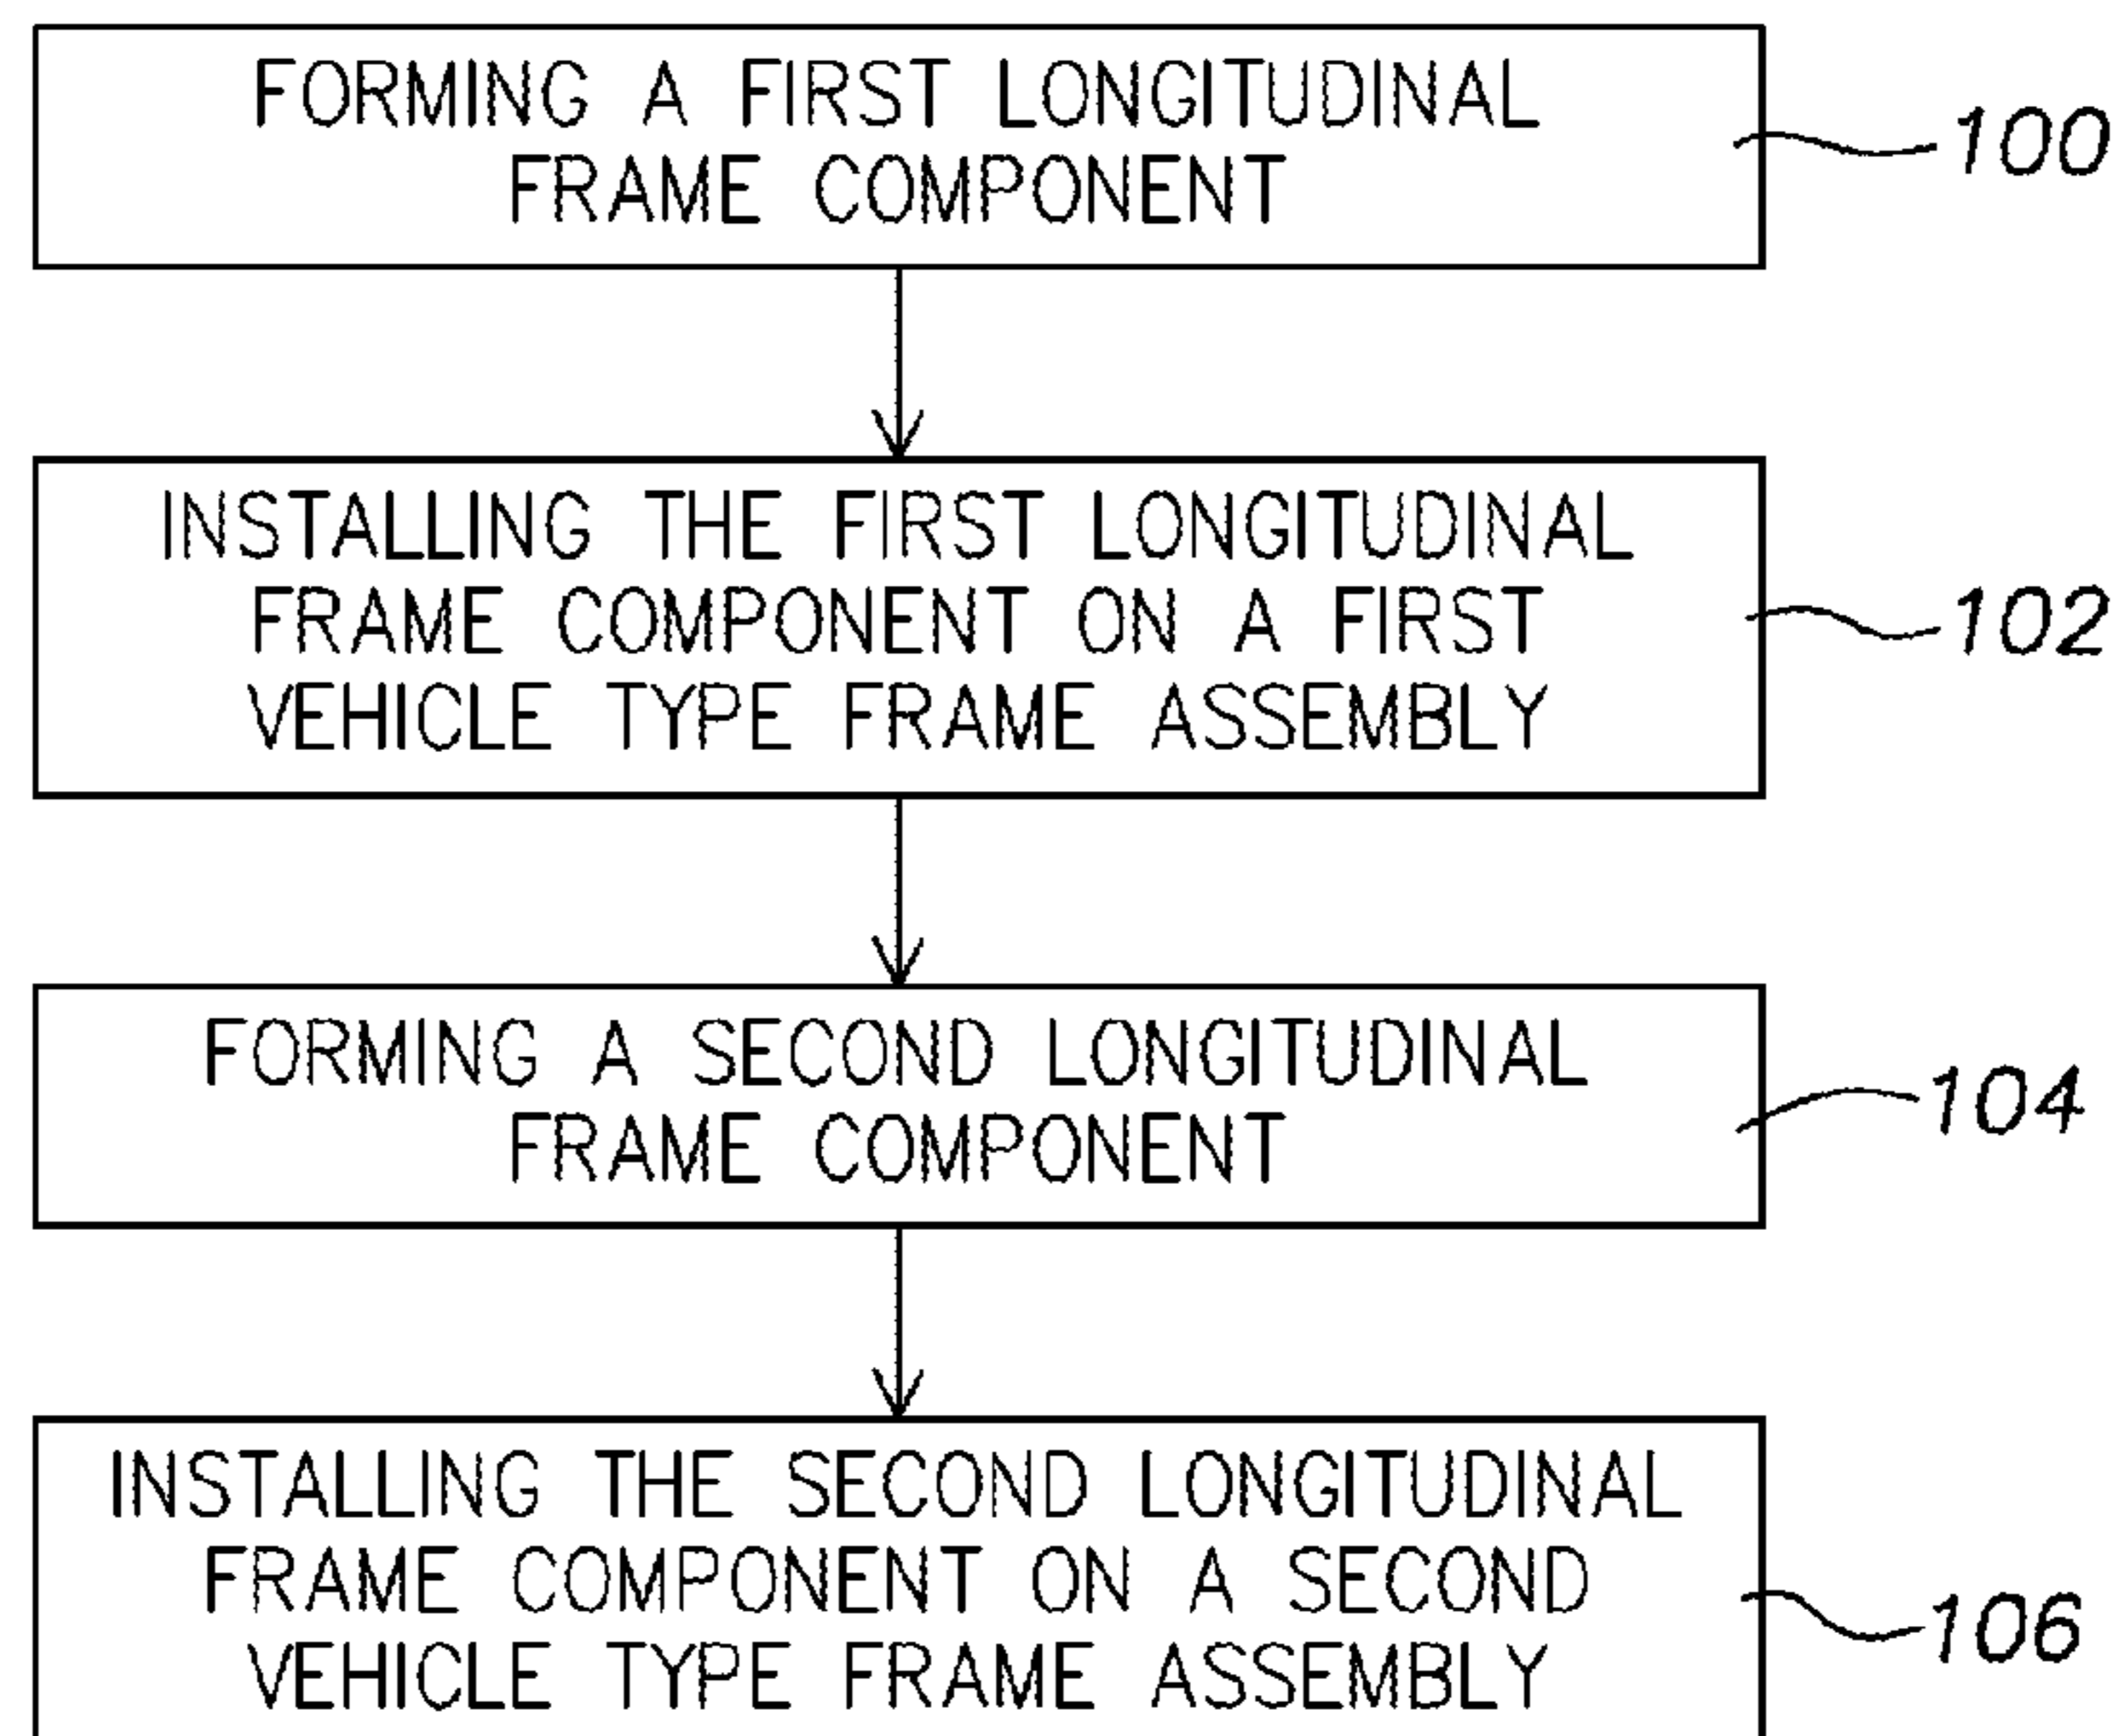 FORMING A FIRST LONGITUDINAL
FRAME COMPONENT
100
INSTALLING THE FIRST LONGITUDINAL
FRAME COMPONENT ON A FIRST
VEHICLE TYPE FRAME ASSEMBLY
102
FORMING A SECOND LONGITUDINAL
FRAME COMPONENT
104
INSTALLING THE SECOND LONGITUDINAL
FRAME COMPONENT ON A SECOND
VEHICLE TYPE FRAME ASSEMBLY
106